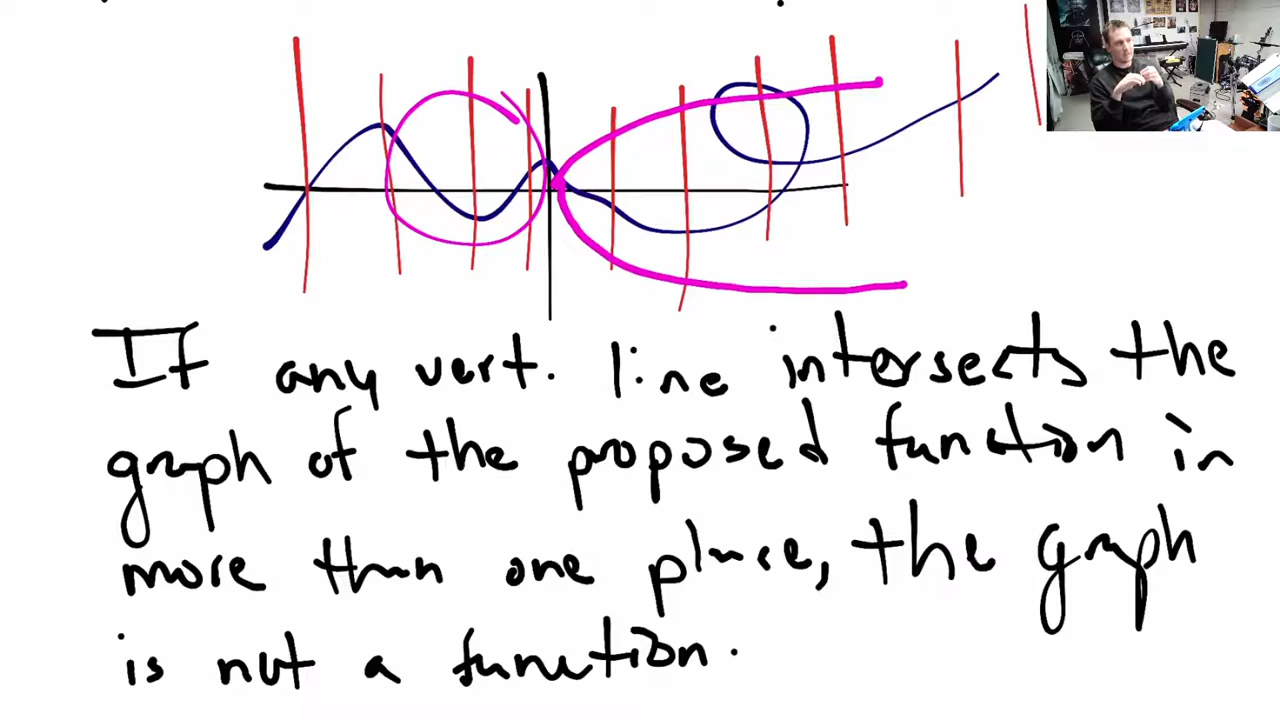 If any vert. line intersects the
graph of the proposed function in
more than one place, the graph
is not a function.